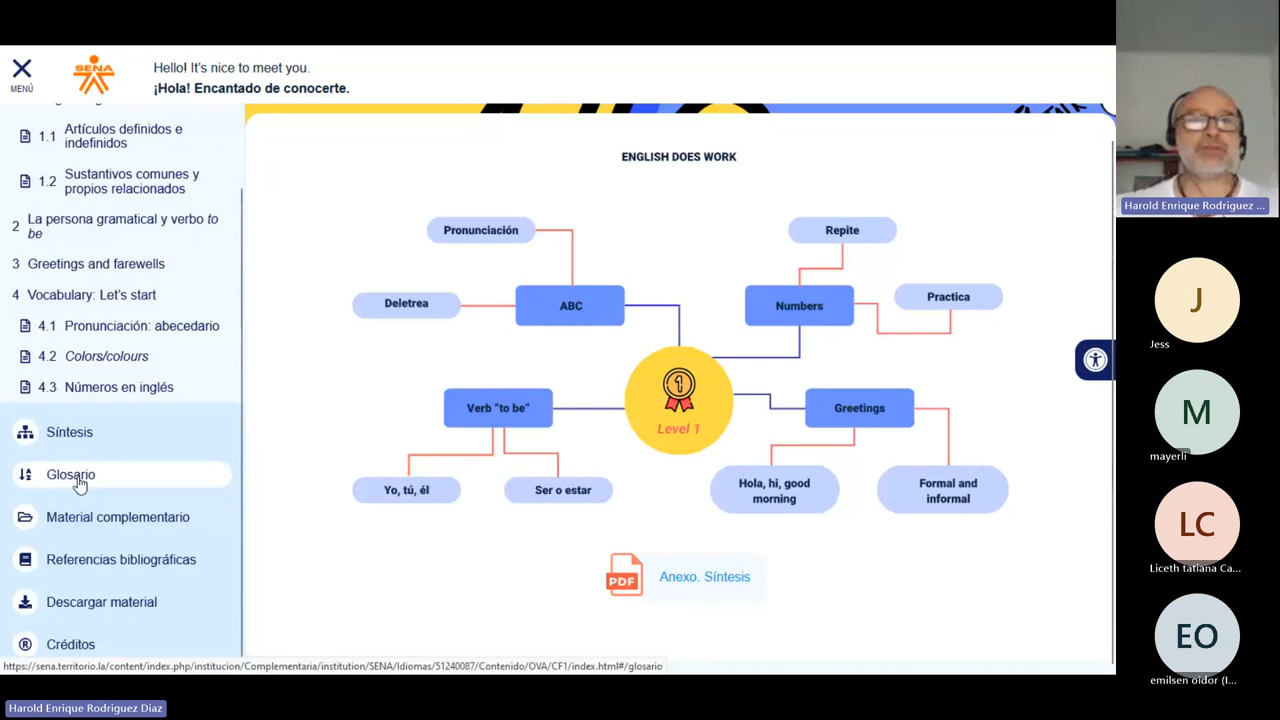 MENÚ
SENA
Hello! It's nice to meet you.
¡Hola! Encantado de conocerte.
1.1 Artículos definidos e
indefinidos
1.2 Sustantivos comunes y
propios relacionados
2 La persona gramatical y verbo to
be
3 Greetings and farewells
4 Vocabulary: Let's start
4.1 Pronunciación: abecedario
4.2 Colors/colours
4.3 Números en inglés
Síntesis
Glosario
Material complementario
Referencias bibliográficas
Descargar material
Créditos
ENGLISH DOES WORK
Pronunciación
Repite
Deletrea
ABC
Numbers
Practica
1
Level 1
Verb “to be”
Greetings
Yo, tú, él
Ser o estar
Hola, hi, good
morning
Formal and
informal
PDF
Anexo. Síntesis
https://sena.territorio.la/content/index.php/institucion/Complementaria/institution/SENA/Idiomas/51240087/Contenido/OVA/CF1/index.html#/glosario
Harold Enrique Rodriguez Diaz
Harold Enrique Rodriguez ...
J
Jess
M
mayerli
LC
Liceth tatiana Ca...
EO
emilsen oidor (I...